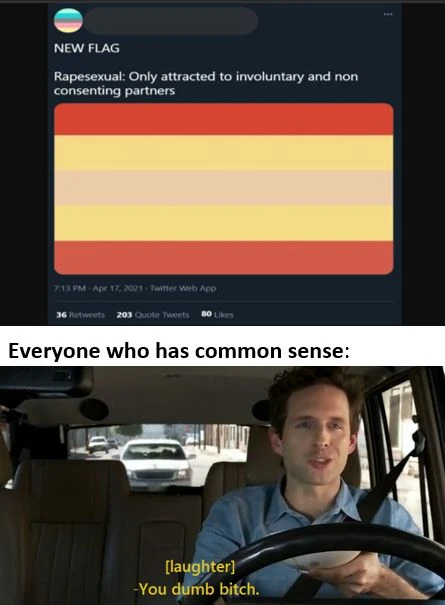 NEW FLAG
Rapesexual: Only attracted to involuntary and non
consenting partners
7:13 PM · Apr 17, 2021 · Twitter Web App
36 Retweets 203 Quote Tweets 80 Likes
Everyone who has common sense:
[laughter]
-You dumb bitch.